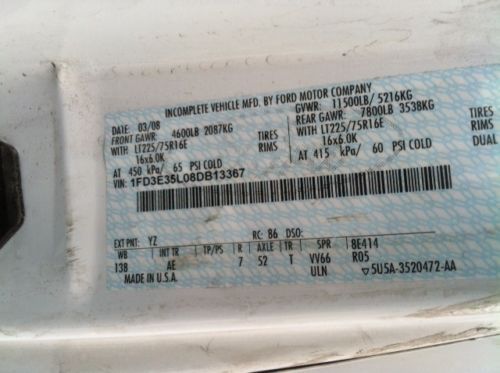 INCOMPLETE VEHICLE MFD. BY FORD MOTOR COMPANY
DATE 03/08 GVWR: 11500LB/ 5216KG
FRONT GAWR: 4600LB 2087KG REAR GAWR: 7800LB 3538KG
WITH LT225/75R16E TIRES WITH LT225/75R16E TIRES
16x6.0K RIMS 16x6.0K RIMS
AT 450 kPa/ 65 PSI COLD AT 415 kPa/ 60 PSI COLD DUAL
VIN: 1FD3E35L08DB13367
EXT PNT: YZ RC: 86 DSO:
WB INT TR TP/PS R AXLE TR SPR 8E414
138 AE 7 52 T VV66 R05
MADE IN U.S.A. ULN ▽5U5A-3520472-AA